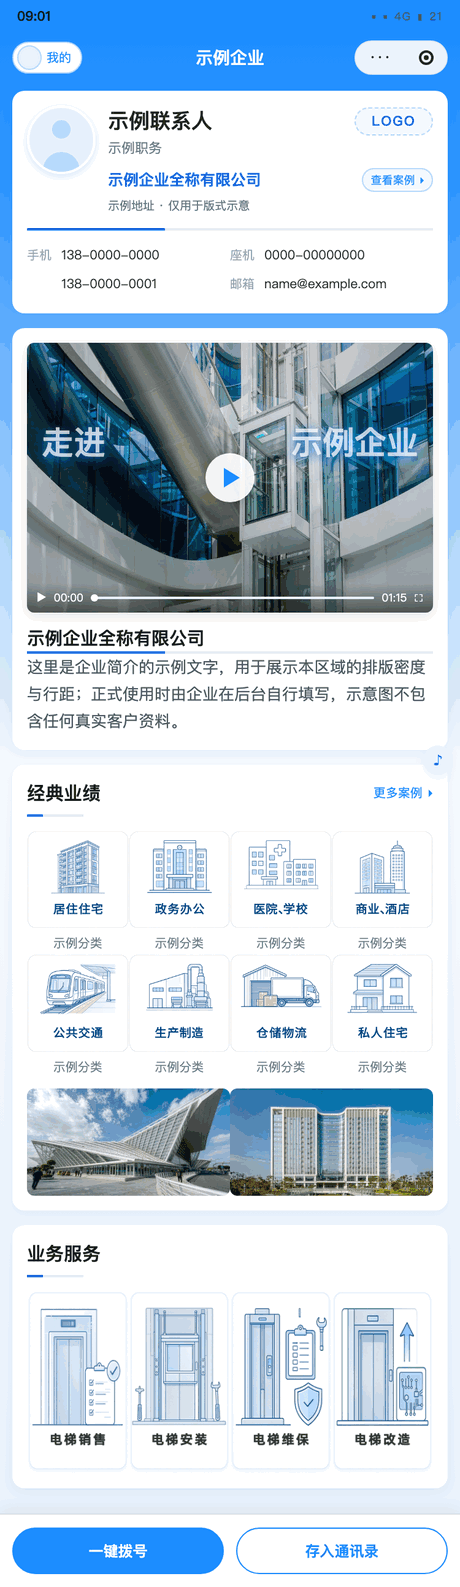 09:01
4G 21
我的
示例企业
示例联系人
LOGO
示例职务
示例企业全称有限公司
查看案例
示例地址 · 仅用于版式示意
手机 138-0000-0000
座机 0000-00000000
138-0000-0001
邮箱 name@example.com
走进
示例企业
00:00
01:15
示例企业全称有限公司
这里是企业简介的示例文字，用于展示本区域的排版密度
与行距；正式使用时由企业在后台自行填写，示意图不包
含任何真实客户资料。
经典业绩
更多案例
居住住宅
政务办公
医院、学校
商业、酒店
示例分类
示例分类
示例分类
示例分类
公共交通
生产制造
仓储物流
私人住宅
示例分类
示例分类
示例分类
示例分类
业务服务
电梯销售
电梯安装
电梯维保
电梯改造
一键拨号
存入通讯录